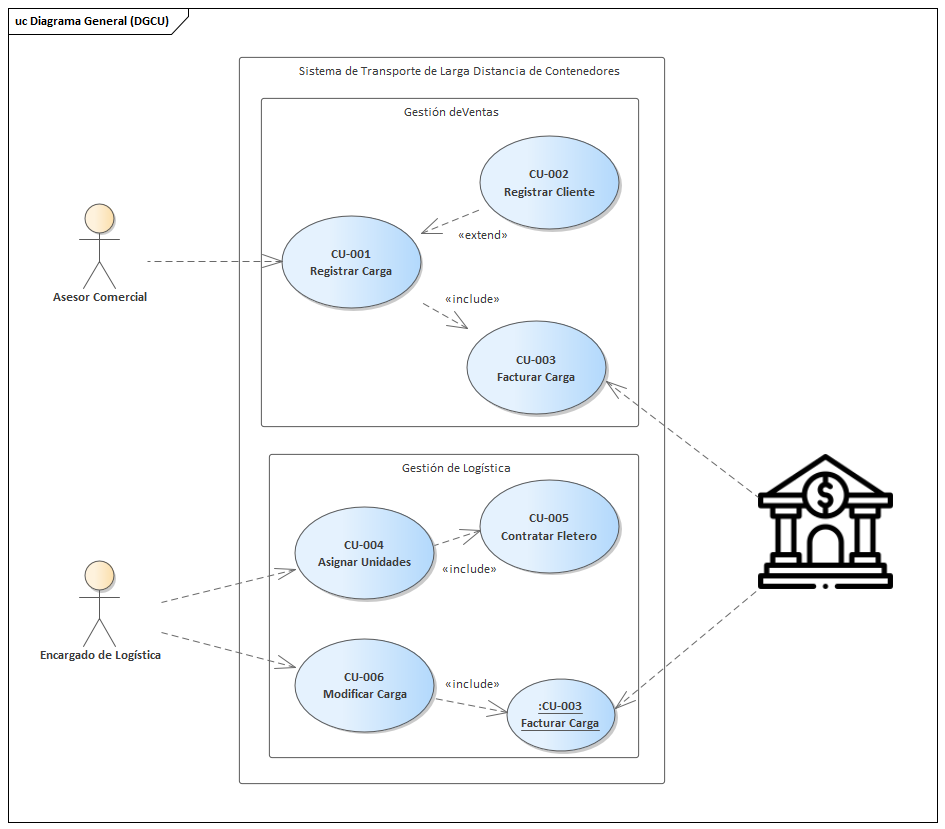 uc Diagrama General (DGCU)
Sistema de Transporte de Larga Distancia de Contenedores
Gestión deVentas
CU-002
Registrar Cliente
«extend»
CU-001
Registrar Carga
Asesor Comercial
«include»
CU-003
Facturar Carga
Gestión de Logística
CU-005
Contratar Fletero
CU-004
Asignar Unidades
«include»
Encargado de Logística
CU-006
Modificar Carga
«include»
:CU-003
Facturar Carga
$